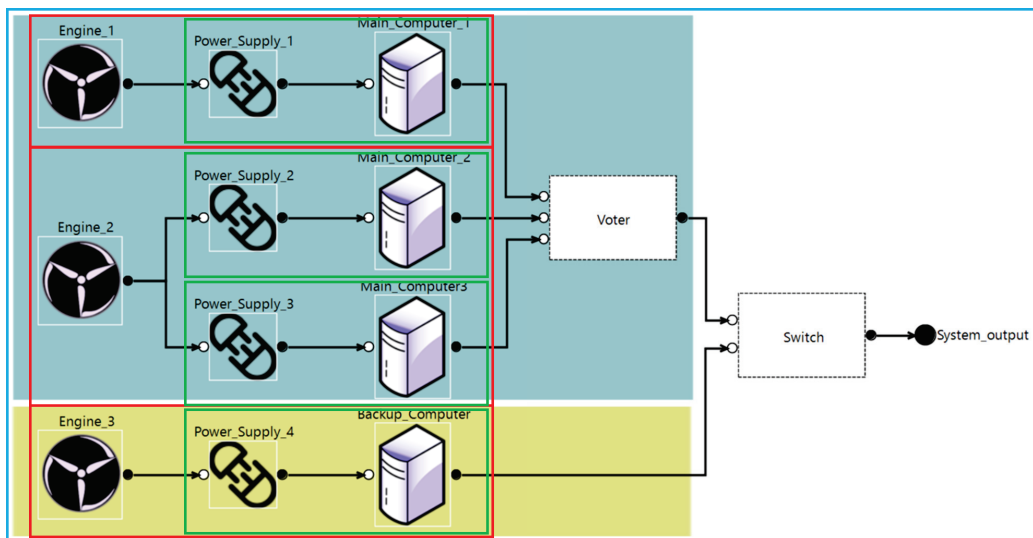 Engine_1
Power_Supply_1
Main_Computer_1
Engine_2
Power_Supply_2
Main_Computer_2
Voter
Power_Supply_3
Main_Computer3
Switch
System_output
Engine_3
Power_Supply_4
Backup_Computer